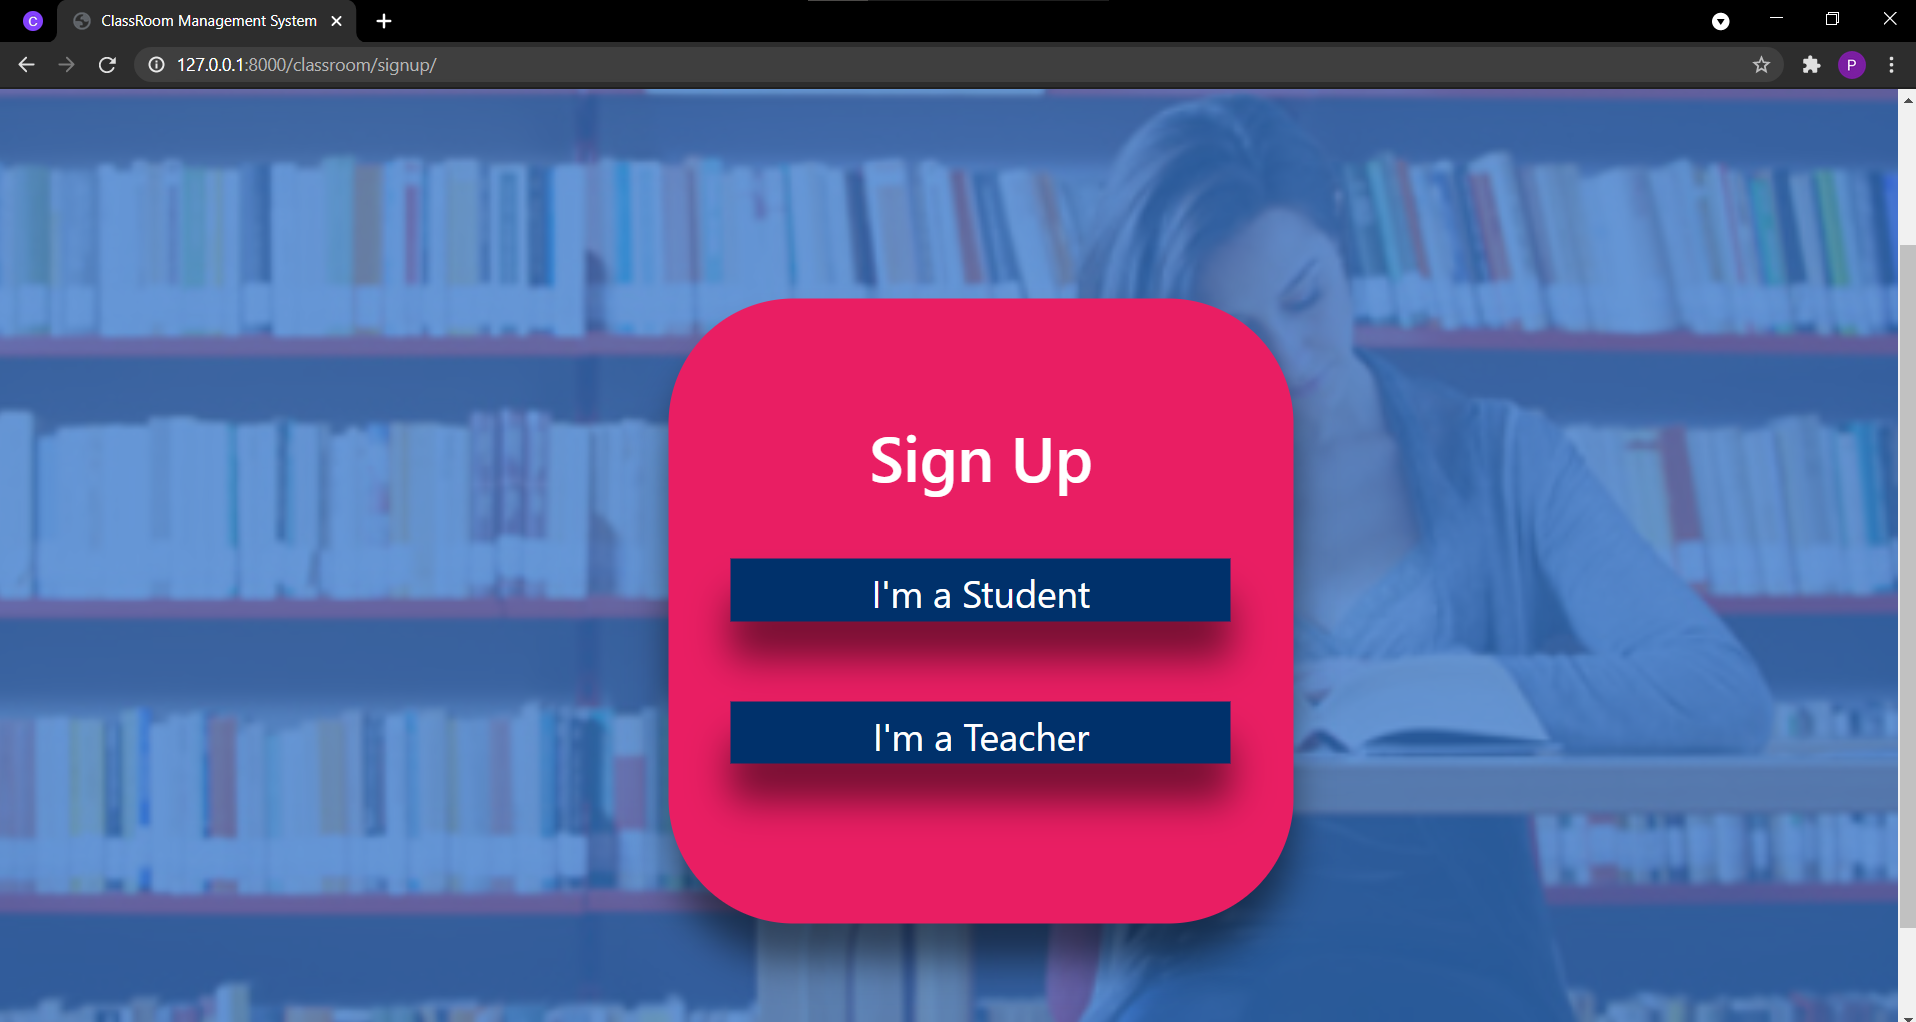 C
ClassRoom Management System
127.0.0.1:8000/classroom/signup/
P
Sign Up
I'm a Student
I'm a Teacher